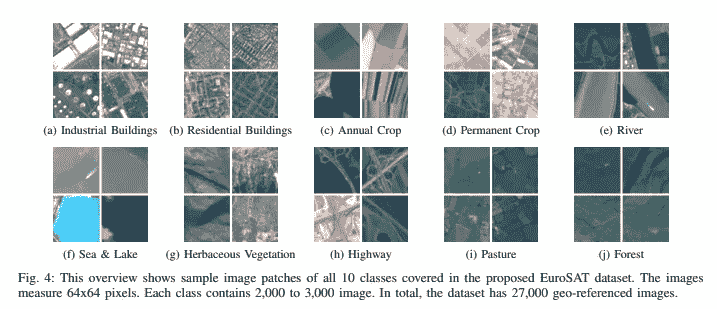 (a) Industrial Buildings (b) Residential Buildings (c) Annual Crop (d) Permanent Crop (e) River
(f) Sea & Lake (g) Herbaceous Vegetation (h) Highway (i) Pasture (j) Forest
Fig. 4: This overview shows sample image patches of all 10 classes covered in the proposed EuroSAT dataset. The images
measure 64x64 pixels. Each class contains 2,000 to 3,000 image. In total, the dataset has 27,000 geo-referenced images.